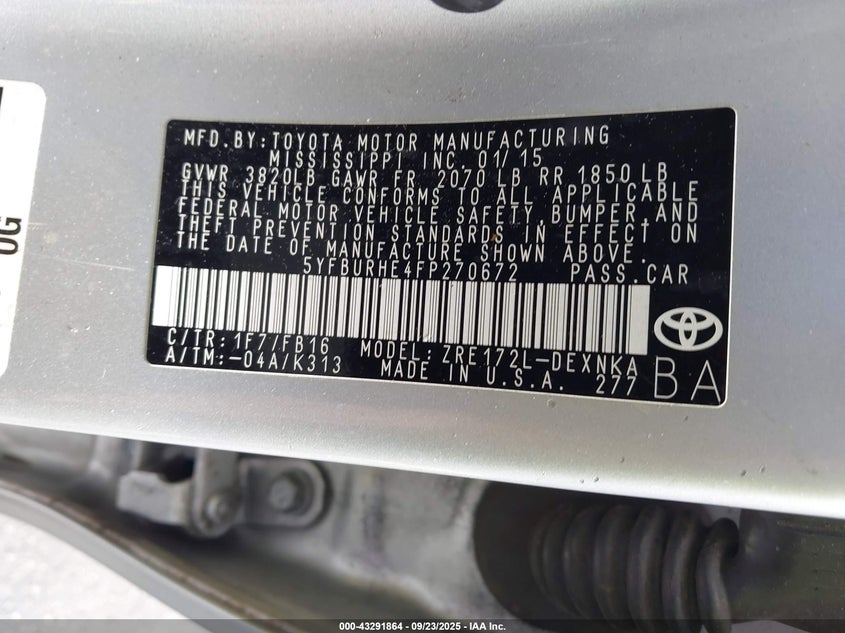 MFD.BY:TOYOTA MOTOR MANUFACTURING
MISSISSIPPI INC. 01/15
GVWR 3820LB GAWR FR 2070 LB RR 1850 LB
THIS VEHICLE CONFORMS TO ALL APPLICABLE
FEDERAL MOTOR VEHICLE SAFETY,BUMPER,AND
THEFT PREVENTION STANDARDS IN EFFECT ON
THE DATE OF MANUFACTURE SHOWN ABOVE.
5YFBURHE4FP270672 PASS.CAR
C/TR:1F7/FB16 MODEL:ZRE172L-DEXNKA
A/TM:-04A/K313 MADE IN U.S.A. 277
BA
OG
000-43291864 - 09/23/2025 - IAA Inc.